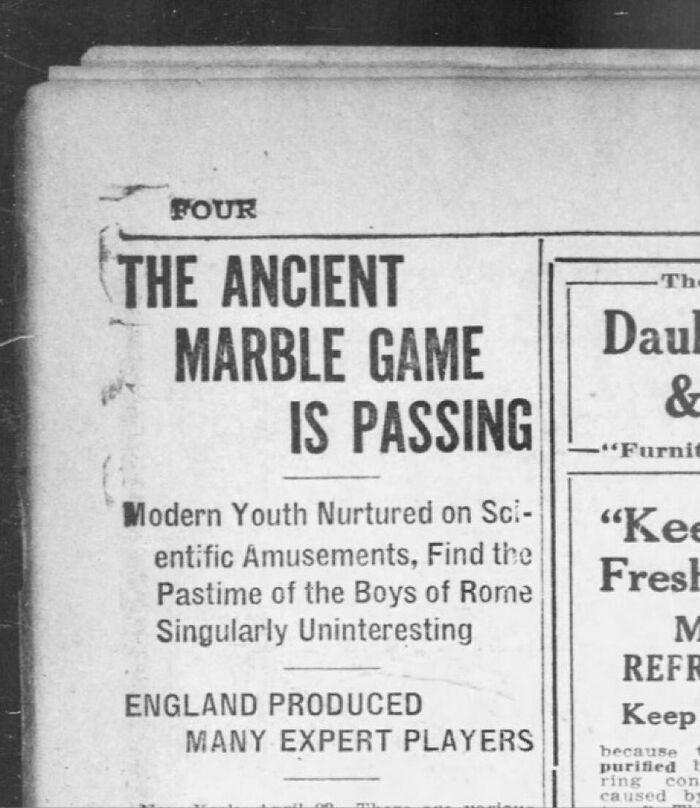 FOUR
THE ANCIENT
MARBLE GAME
IS PASSING
Modern Youth Nurtured on Sci-
entific Amusements, Find the
Pastime of the Boys of Rome
Singularly Uninteresting
ENGLAND PRODUCED
MANY EXPERT PLAYERS
The
&
"Furnit
"Kee
Fresh
M
REFR
Keep
because
purified
ring con
caused by